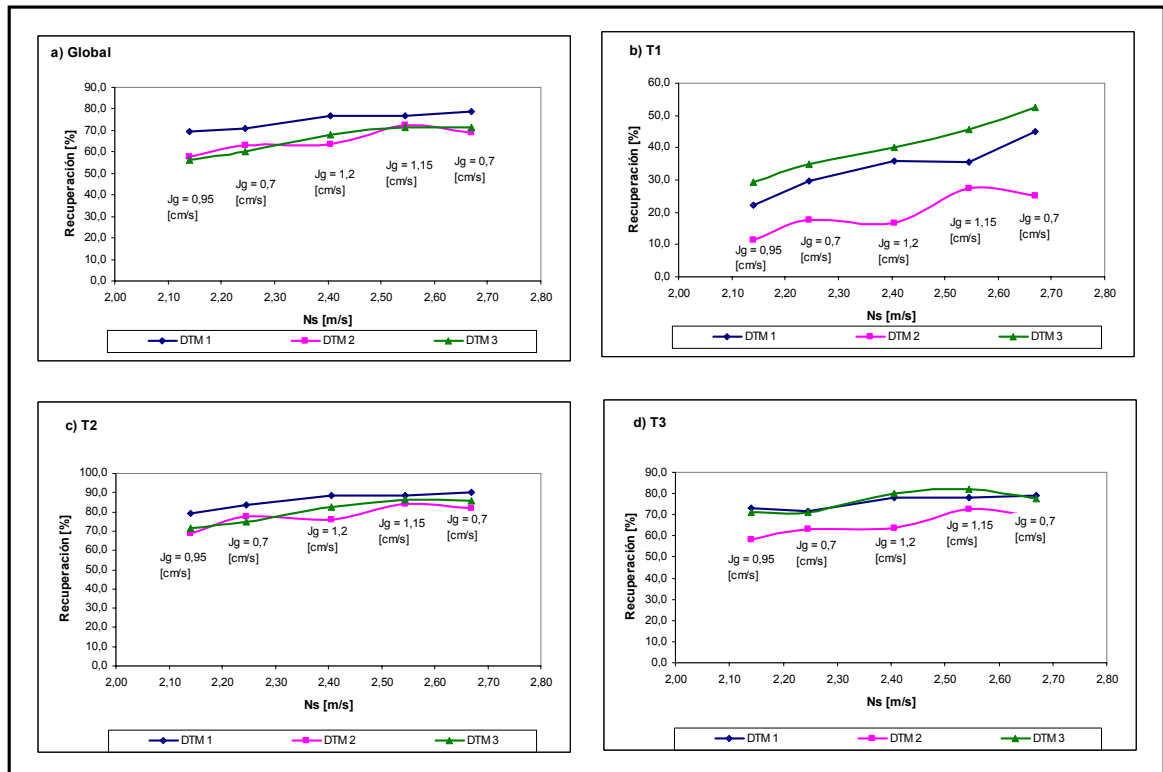 a) Global
Recuperación [%]
90,0
80,0
70,0
60,0
50,0
40,0
30,0
20,0
10,0
0,0
Jg = 0,95
[cm/s]
Jg = 0,7
[cm/s]
Jg = 1,2
[cm/s]
Jg = 1,15
[cm/s]
Jg = 0,7
[cm/s]
2,00 2,10 2,20 2,30 2,40 2,50 2,60 2,70 2,80
Ns [m/s]
DTM 1 DTM 2 DTM 3
b) T1
Recuperación [%]
60,0
50,0
40,0
30,0
20,0
10,0
0,0
Jg = 0,95
[cm/s]
Jg = 0,7
[cm/s]
Jg = 1,2
[cm/s]
Jg = 1,15
[cm/s]
Jg = 0,7
[cm/s]
2,00 2,10 2,20 2,30 2,40 2,50 2,60 2,70 2,80
Ns [m/s]
DTM 1 DTM 2 DTM 3
c) T2
Recuperación [%]
100,0
90,0
80,0
70,0
60,0
50,0
40,0
30,0
20,0
10,0
0,0
Jg = 0,95
[cm/s]
Jg = 0,7
[cm/s]
Jg = 1,2
[cm/s]
Jg = 1,15
[cm/s]
Jg = 0,7
[cm/s]
2,00 2,10 2,20 2,30 2,40 2,50 2,60 2,70 2,80
Ns [m/s]
DTM 1 DTM 2 DTM 3
d) T3
Recuperación [%]
90,0
80,0
70,0
60,0
50,0
40,0
30,0
20,0
10,0
0,0
Jg = 0,95
[cm/s]
Jg = 0,7
[cm/s]
Jg = 1,2
[cm/s]
Jg = 1,15
[cm/s]
Jg = 0,7
[cm/s]
2,00 2,10 2,20 2,30 2,40 2,50 2,60 2,70 2,80
Ns [m/s]
DTM 1 DTM 2 DTM 3